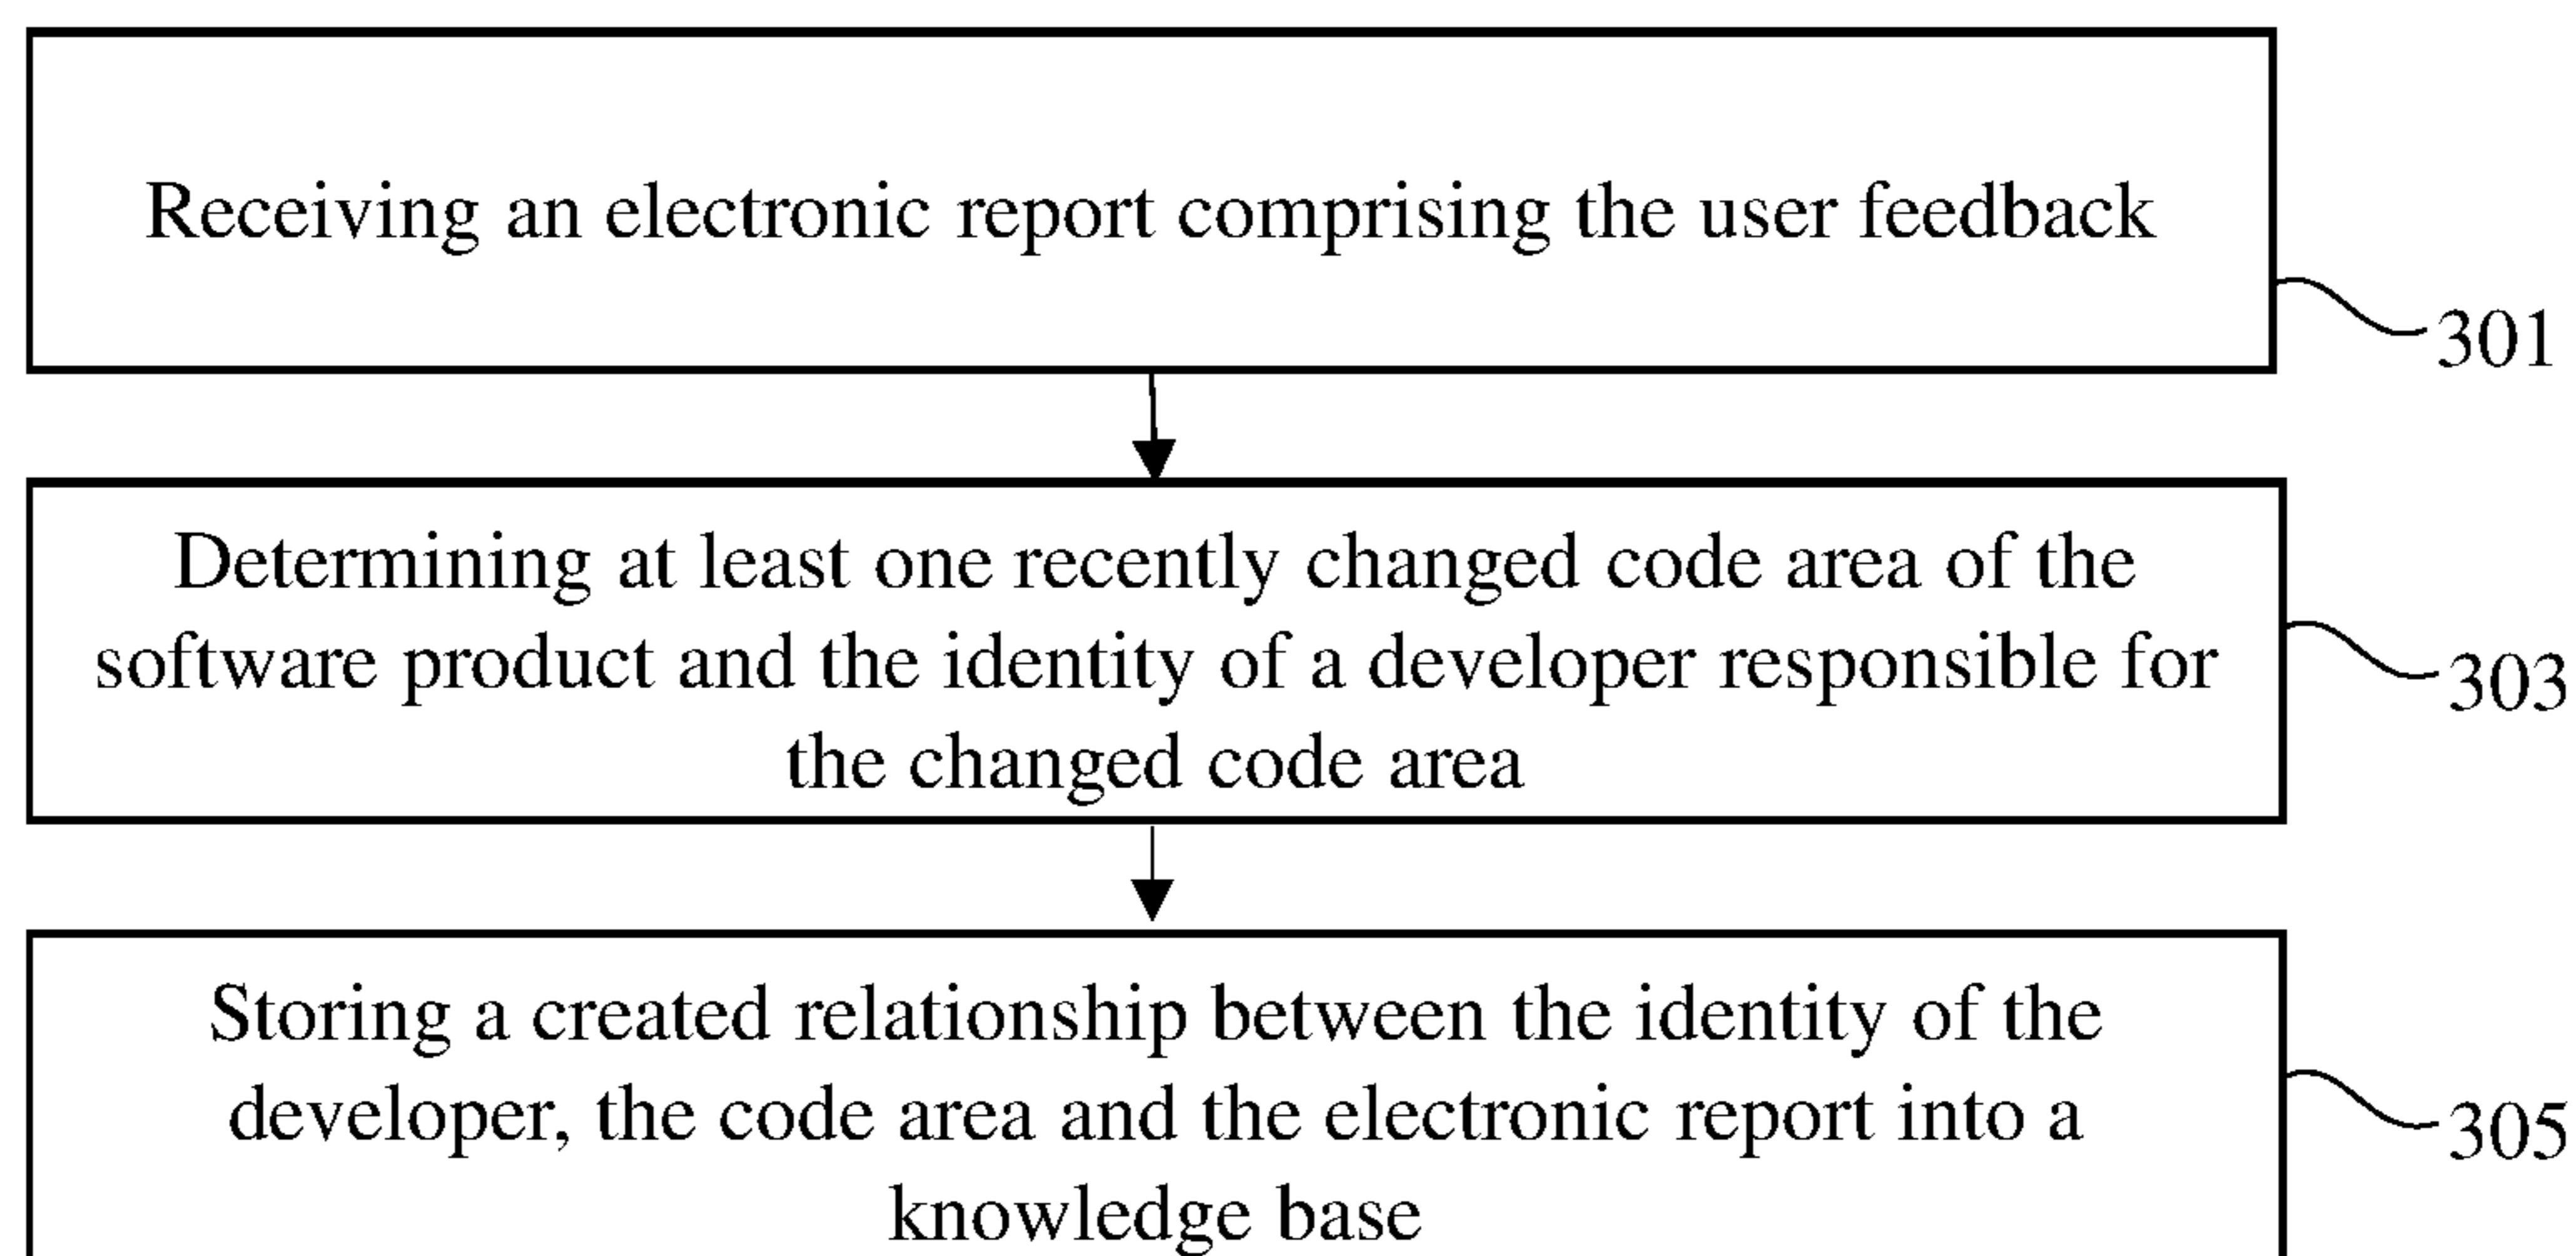 Receiving an electronic report comprising the user feedback
301
Determining at least one recently changed code area of the
software product and the identity of a developer responsible for
the changed code area
303
Storing a created relationship between the identity of the
developer, the code area and the electronic report into a
knowledge base
305